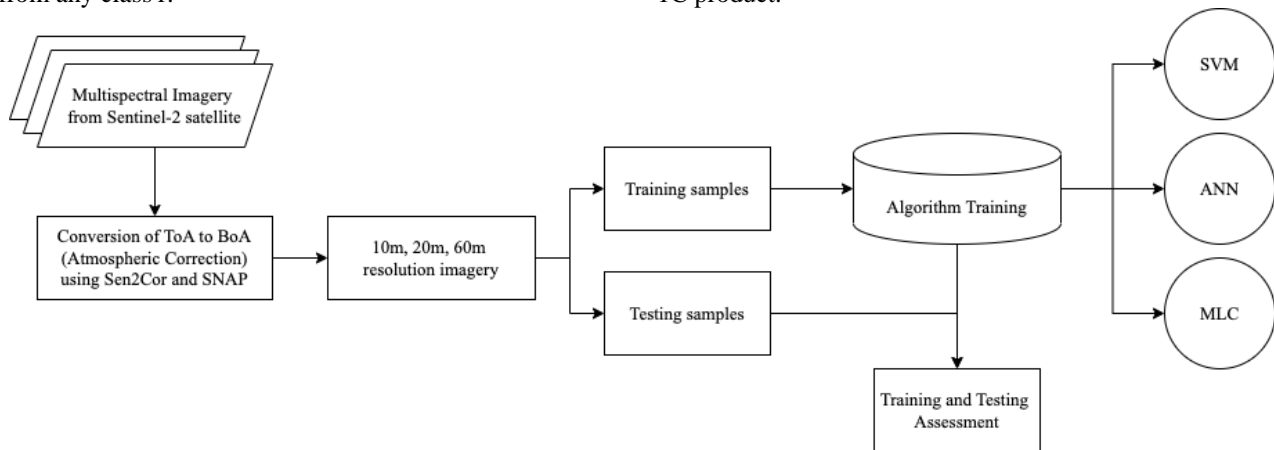 from any class1.
1C product.
Multispectral Imagery
from Sentinel-2 satellite
Conversion of ToA to BoA
(Atmospheric Correction)
using Sen2Cor and SNAP
10m, 20m, 60m
resolution imagery
Training samples
Testing samples
Algorithm Training
Training and Testing
Assessment
SVM
ANN
MLC